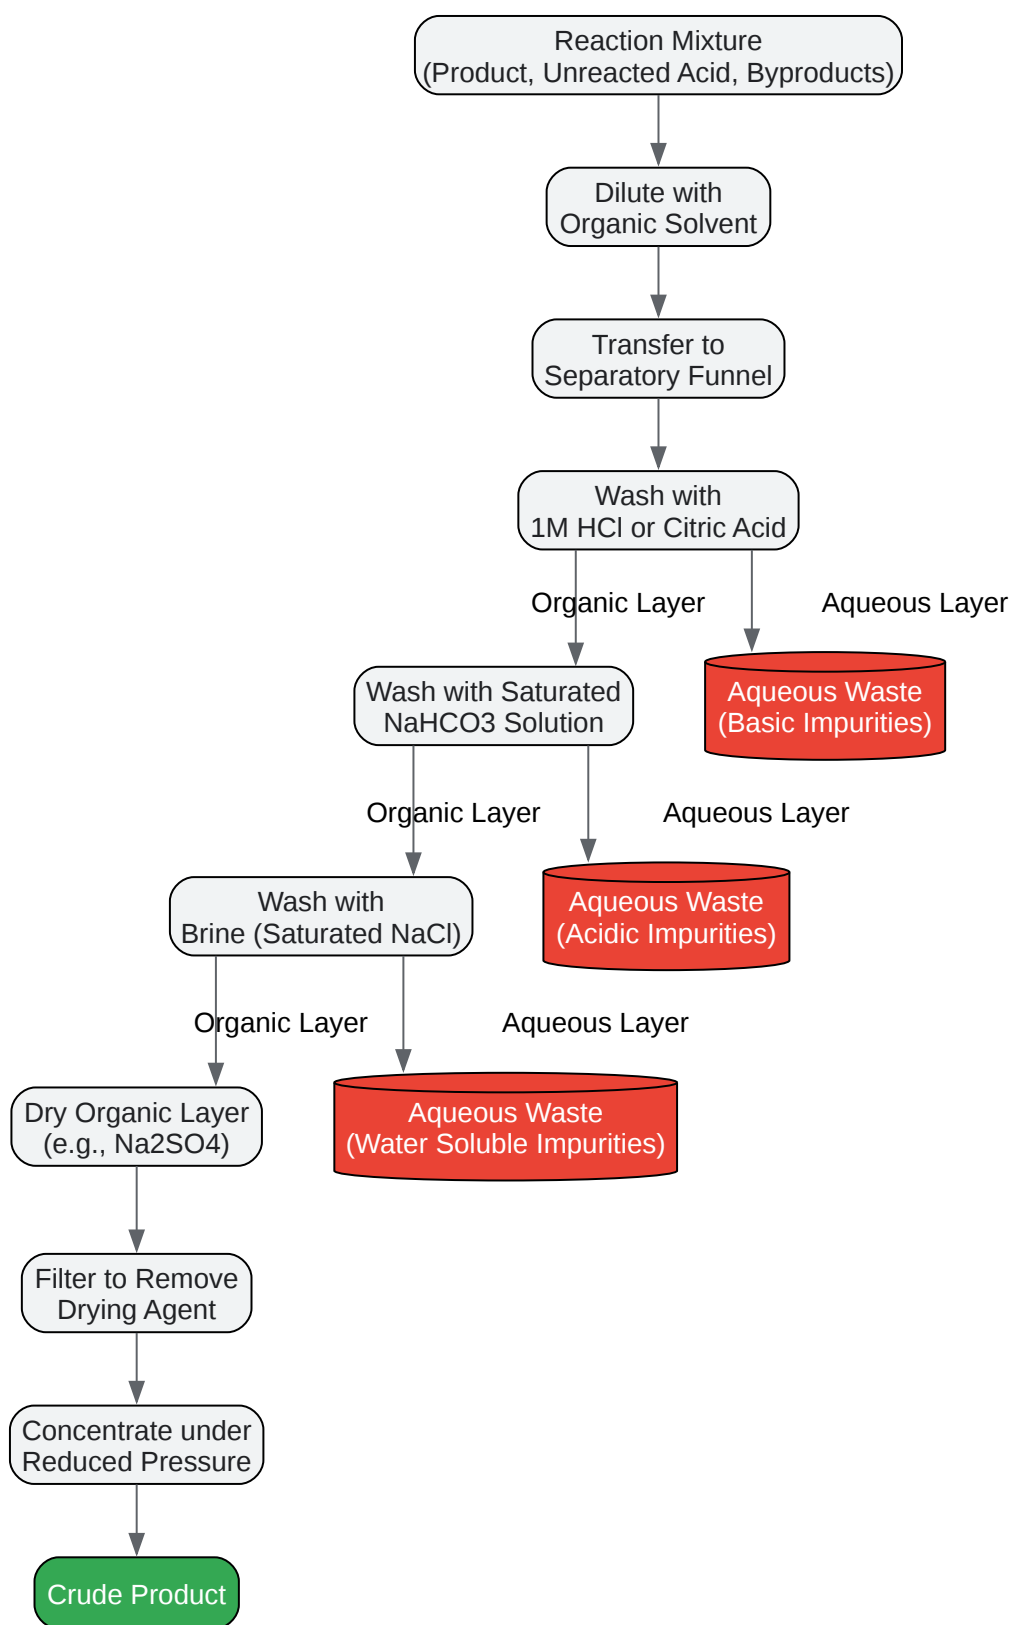 Reaction Mixture
(Product, Unreacted Acid, Byproducts)
Dilute with
Organic Solvent
Transfer to
Separatory Funnel
Wash with
1M HCl or Citric Acid
Organic Layer
Aqueous Layer
Wash with Saturated
NaHCO3 Solution
Aqueous Waste
(Basic Impurities)
Organic Layer
Aqueous Layer
Wash with
Brine (Saturated NaCl)
Aqueous Waste
(Acidic Impurities)
Organic Layer
Aqueous Layer
Dry Organic Layer
(e.g., Na2SO4)
Aqueous Waste
(Water Soluble Impurities)
Filter to Remove
Drying Agent
Concentrate under
Reduced Pressure
Crude Product